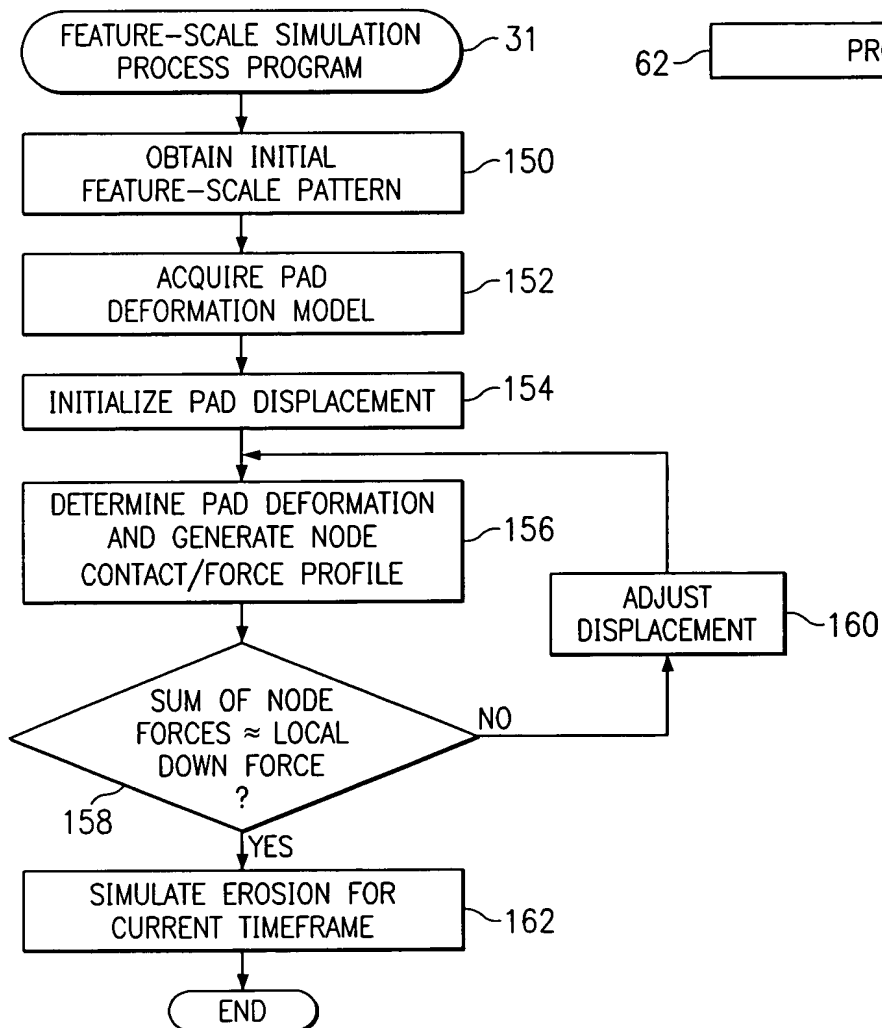 FEATURE-SCALE SIMULATION
PROCESS PROGRAM
31
62
OBTAIN INITIAL
FEATURE-SCALE PATTERN
150
ACQUIRE PAD
DEFORMATION MODEL
152
INITIALIZE PAD DISPLACEMENT
154
DETERMINE PAD DEFORMATION
AND GENERATE NODE
CONTACT/FORCE PROFILE
156
ADJUST
DISPLACEMENT
160
SUM OF NODE
FORCES ≈ LOCAL
DOWN FORCE
?
NO
158
YES
SIMULATE EROSION FOR
CURRENT TIMEFRAME
162
END